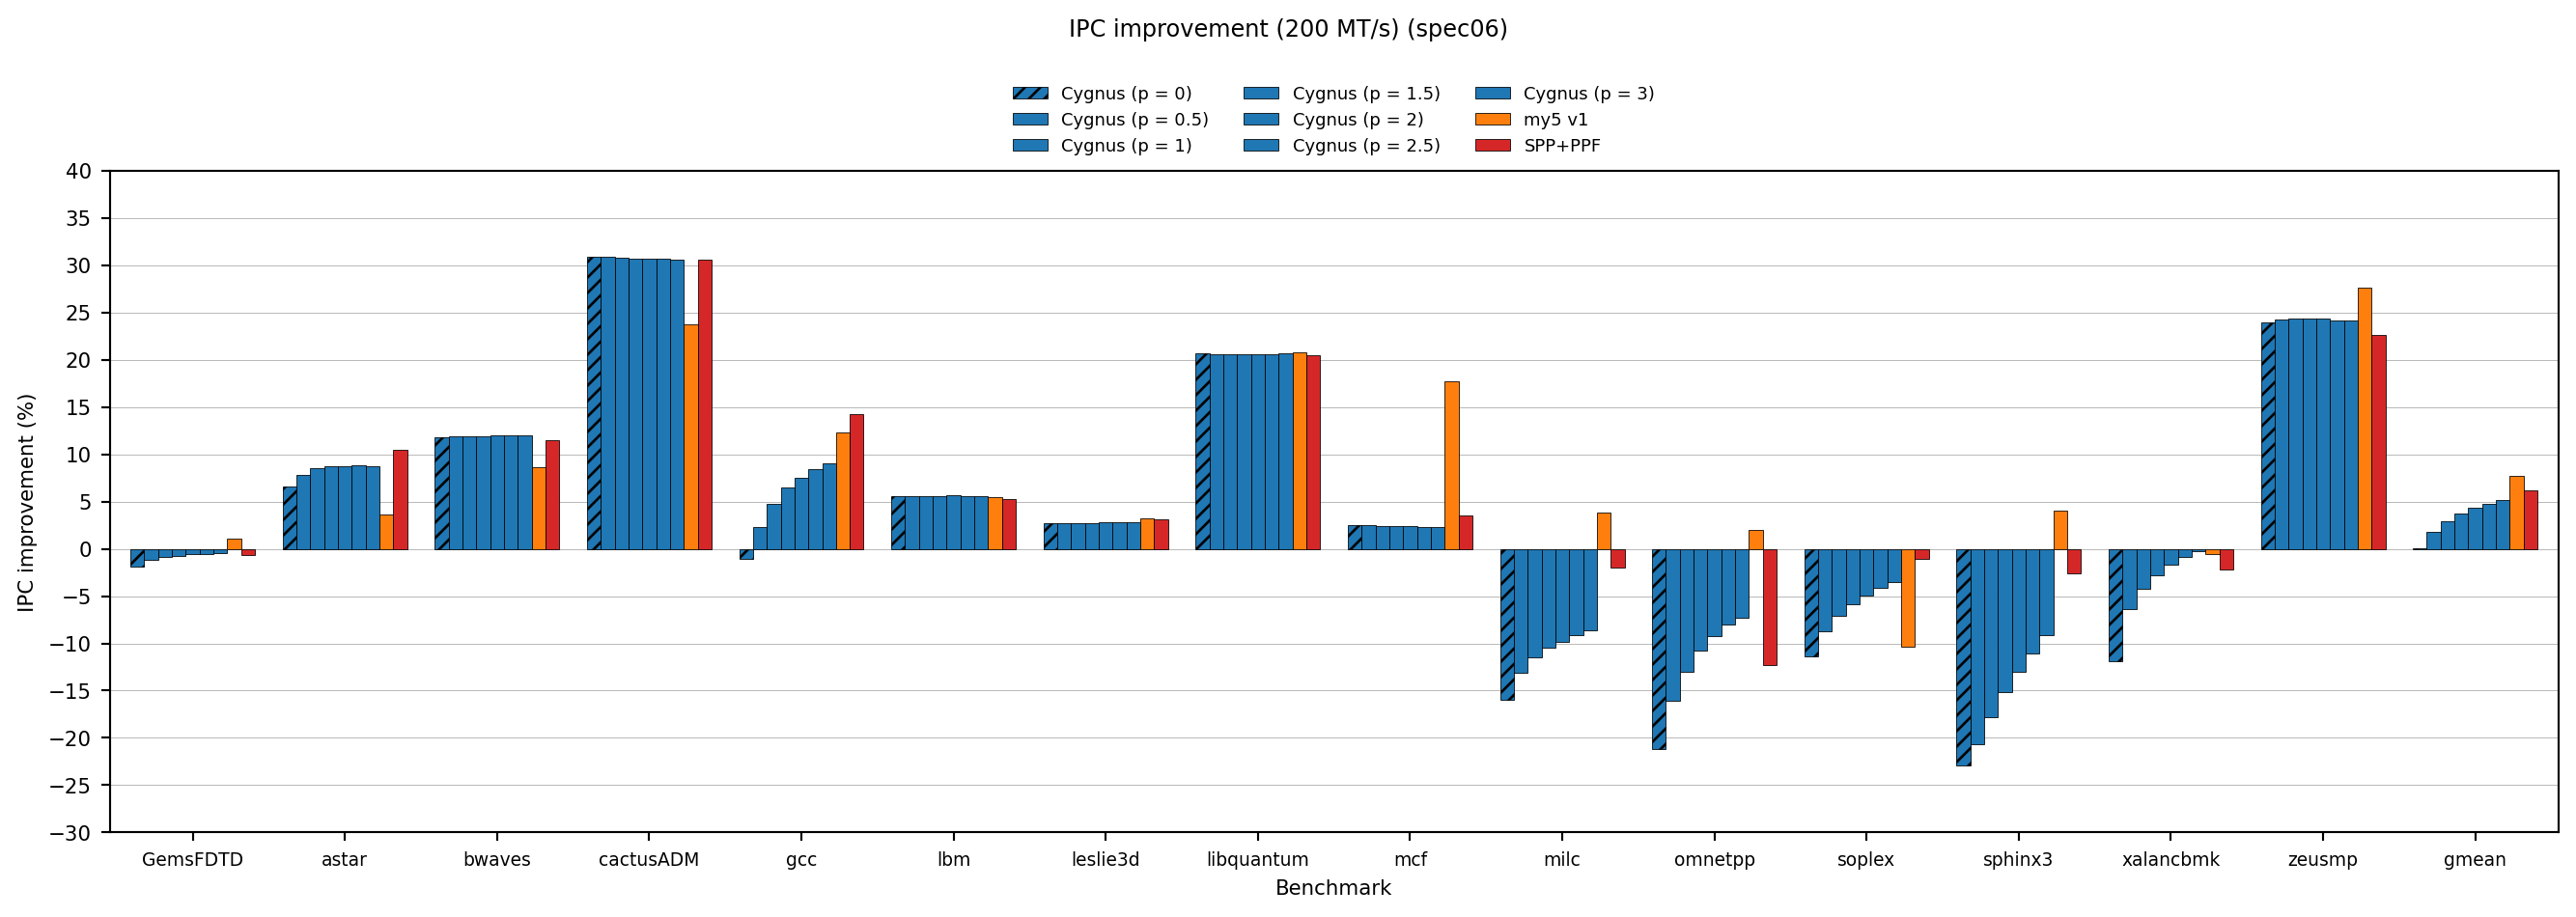 IPC improvement (200 MT/s) (spec06)
Cygnus (p = 0) Cygnus (p = 1.5) Cygnus (p = 3)
Cygnus (p = 0.5) Cygnus (p = 2) my5 v1
Cygnus (p = 1) Cygnus (p = 2.5) SPP+PPF
IPC improvement (%)
40
35
30
25
20
15
10
5
0
−5
−10
−15
−20
−25
−30
GemsFDTD astar bwaves cactusADM gcc lbm leslie3d libquantum mcf milc omnetpp soplex sphinx3 xalancbmk zeusmp gmean
Benchmark